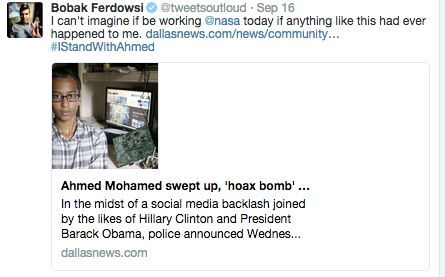 Bobak Ferdowsi @tweetsoutloud · Sep 16
I can't imagine if be working @nasa today if anything like this had ever
happened to me. dallasnews.com/news/community…
#IStandWithAhmed
Ahmed Mohamed swept up, 'hoax bomb' ...
In the midst of a social media backlash joined
by the likes of Hillary Clinton and President
Barack Obama, police announced Wednes...
dallasnews.com